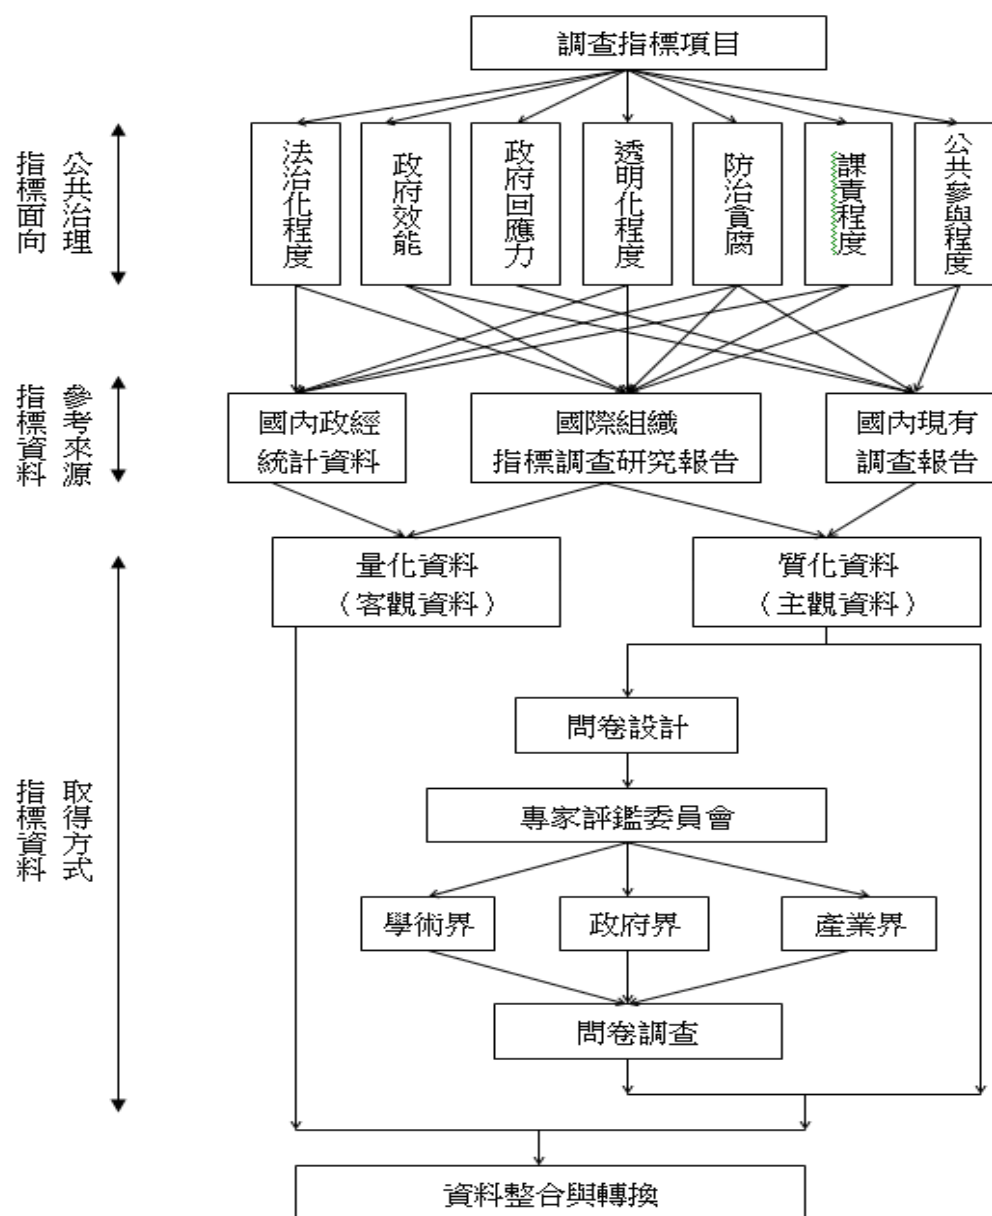 調查指標項目
公共治理
指標面向
法治化程度
政府效能
政府回應力
透明化程度
防治貪腐
課責程度
公共參與程度
參考來源
指標資料
國內政經
統計資料
國際組織
指標調查研究報告
國內現有
調查報告
取得方式
指標資料
量化資料
（客觀資料）
質化資料
（主觀資料）
問卷設計
專家評鑑委員會
學術界
政府界
產業界
問卷調查
資料整合與轉換